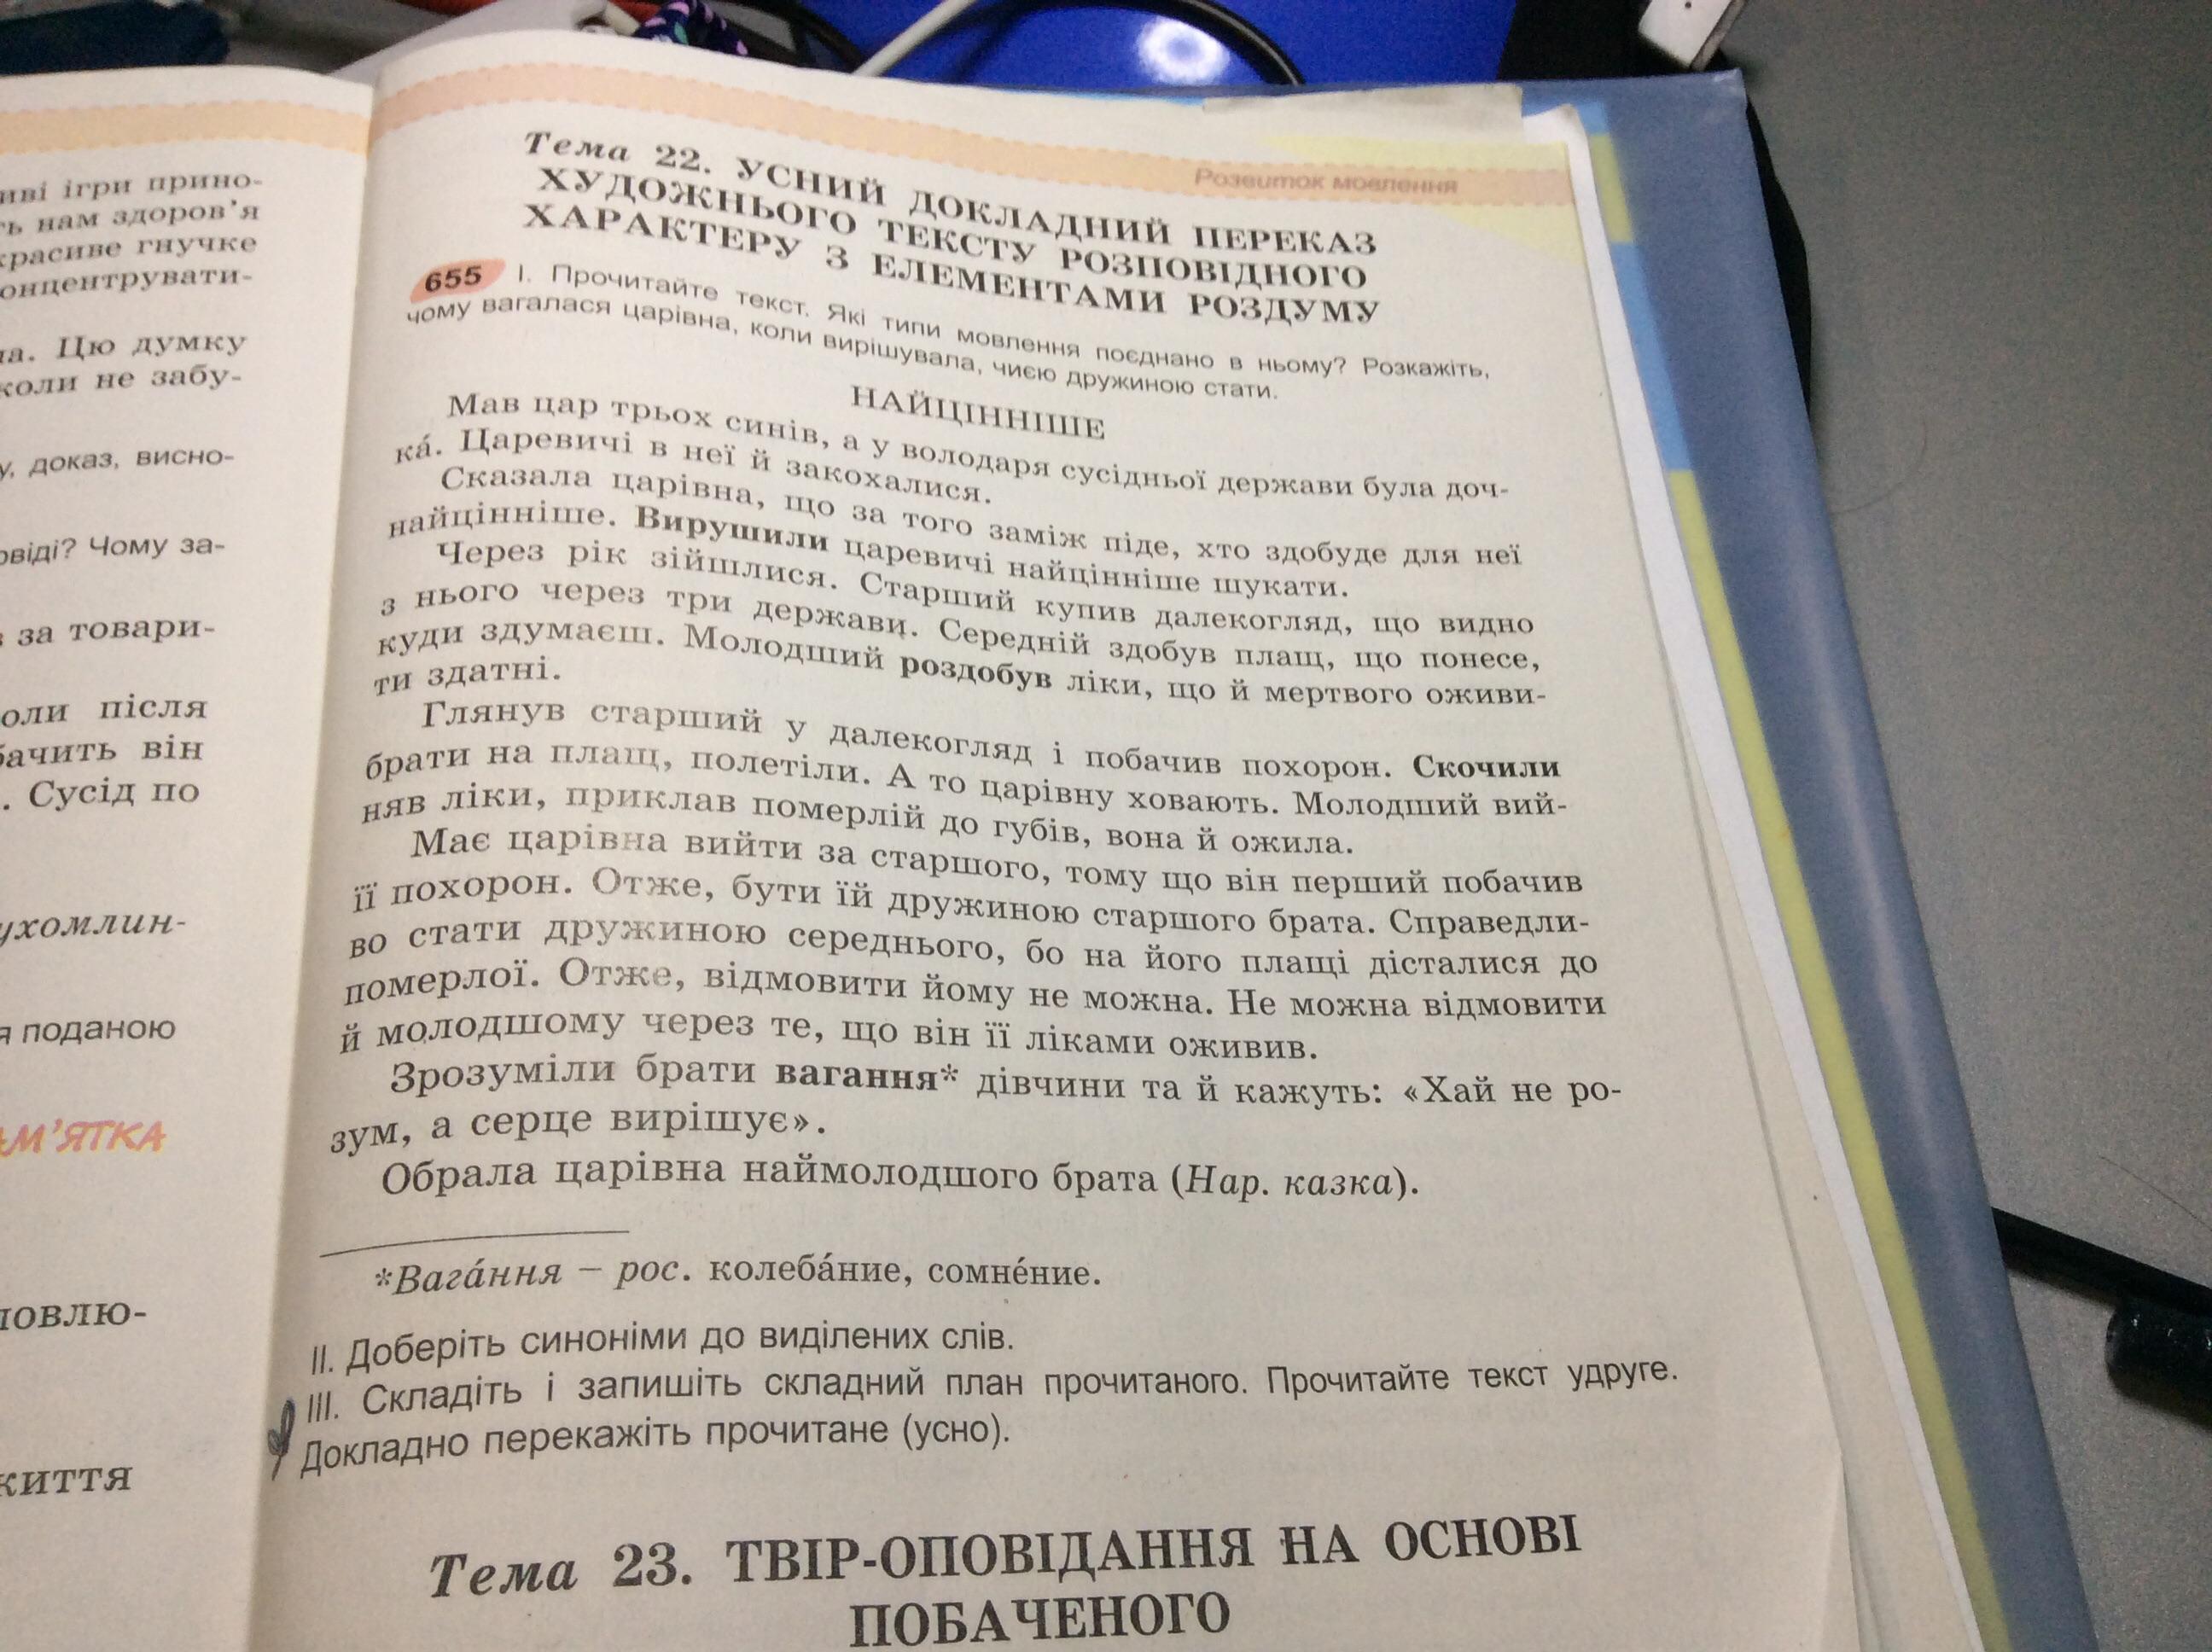 иві ігри прино-
ть нам здоров'я
красиве гнучке
онцентрувати-
на. Цю думку
коли не забу-
у, доказ, висно-
овіді? Чому за-
за товари-
оли після
бачить він
. Сусід по
ухомлин-
я поданою
АМ'ЯТКА
ловлю-
життя
Розвиток мовлення
Тема 22. УСНИЙ ДОКЛАДНИЙ ПЕРЕКАЗ
ХУДОЖНЬОГО ТЕКСТУ РОЗПОВІДНОГО
ХАРАКТЕРУ З ЕЛЕМЕНТАМИ РОЗДУМУ
655 І. Прочитайте текст. Які типи мовлення поєднано в ньому? Розкажіть,
чому вагалася царівна, коли вирішувала, чиєю дружиною стати.
НАЙЦІННІШЕ
Мав цар трьох синів, а у володаря сусідньої держави була доч-
ка́. Царевичі в неї й закохалися.
Сказала царівна, що за того заміж піде, хто здобуде для неї
найцінніше. Вирушили царевичі найцінніше шукати.
Через рік зійшлися. Старший купив далекогляд, що видно
з нього через три держави. Середній здобув плащ, що понесе,
куди здумаєш. Молодший роздобув ліки, що й мертвого оживи-
ти здатні.
Глянув старший у далекогляд і побачив похорон. Скочили
брати на плащ, полетіли. А то царівну ховають. Молодший вий-
няв ліки, приклав померлій до губів, вона й ожила.
Має царівна вийти за старшого, тому що він перший побачив
її похорон. Отже, бути їй дружиною старшого брата. Справедли-
во стати дружиною середнього, бо на його плащі дісталися до
померлої. Отже, відмовити йому не можна. Не можна відмовити
й молодшому через те, що він її ліками оживив.
Зрозуміли брати вагання* дівчини та й кажуть: «Хай не ро-
зум, а серце вирішує».
Обрала царівна наймолодшого брата (Нар. казка).
*Вага́ння – рос. колеба́ние, сомне́ние.
ІІ. Доберіть синоніми до виділених слів.
ІІІ. Складіть і запишіть складний план прочитаного. Прочитайте текст удруге.
Докладно перекажіть прочитане (усно).
Тема 23. ТВІР-ОПОВІДАННЯ НА ОСНОВІ
ПОБАЧЕНОГО